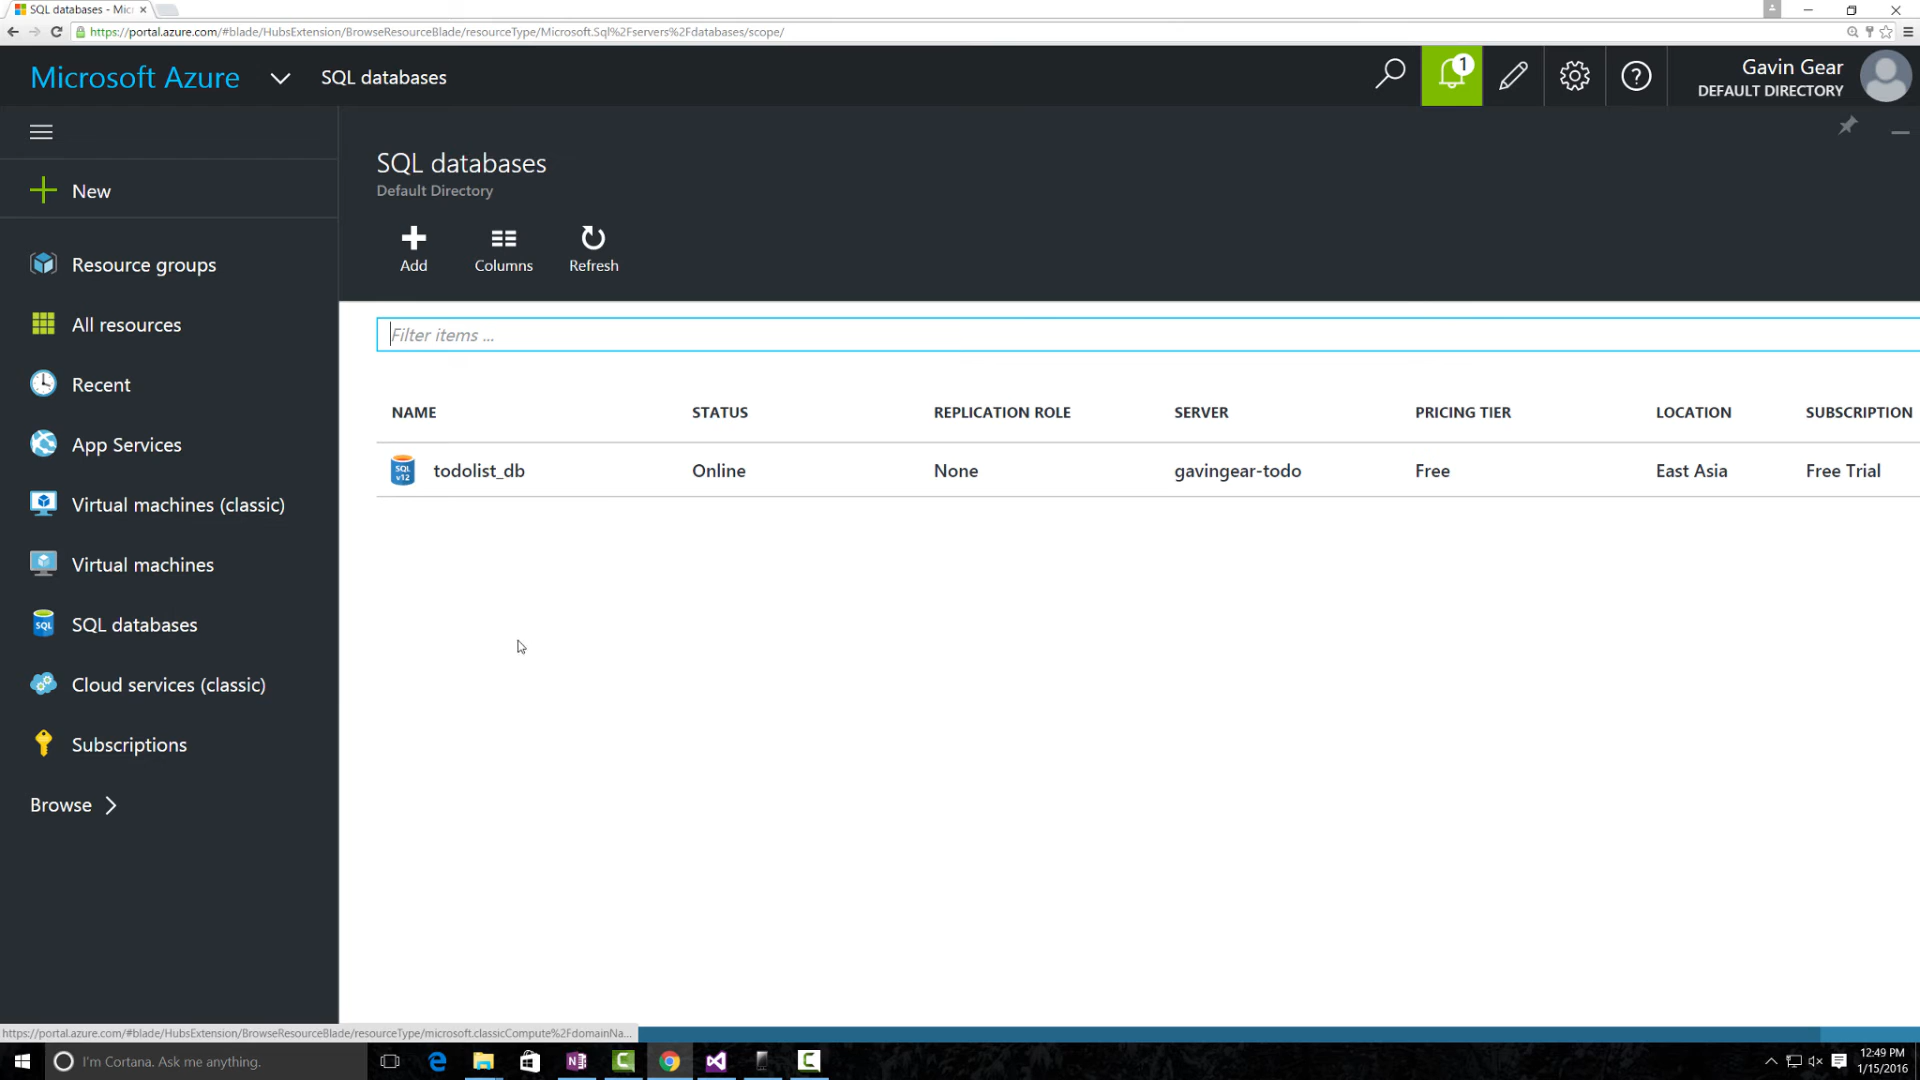 SQL databases - Mic
https://portal.azure.com/#blade/HubsExtension/BrowseResourceBlade/resourceType/Microsoft.Sql%2Fservers%2Fdatabases/scope/
Microsoft Azure
SQL databases
1
Gavin Gear
DEFAULT DIRECTORY
New
Resource groups
All resources
Recent
App Services
Virtual machines (classic)
Virtual machines
SQL
SQL databases
Cloud services (classic)
Subscriptions
Browse
SQL databases
Default Directory
Add Columns Refresh
Filter items ...
NAME STATUS REPLICATION ROLE SERVER PRICING TIER LOCATION SUBSCRIPTION
SQL v12 todolist_db Online None gavingear-todo Free East Asia Free Trial
https://portal.azure.com/#blade/HubsExtension/BrowseResourceBlade/resourceType/microsoft.classicCompute%2FdomainNa...
I'm Cortana. Ask me anything.
12:49 PM
1/15/2016